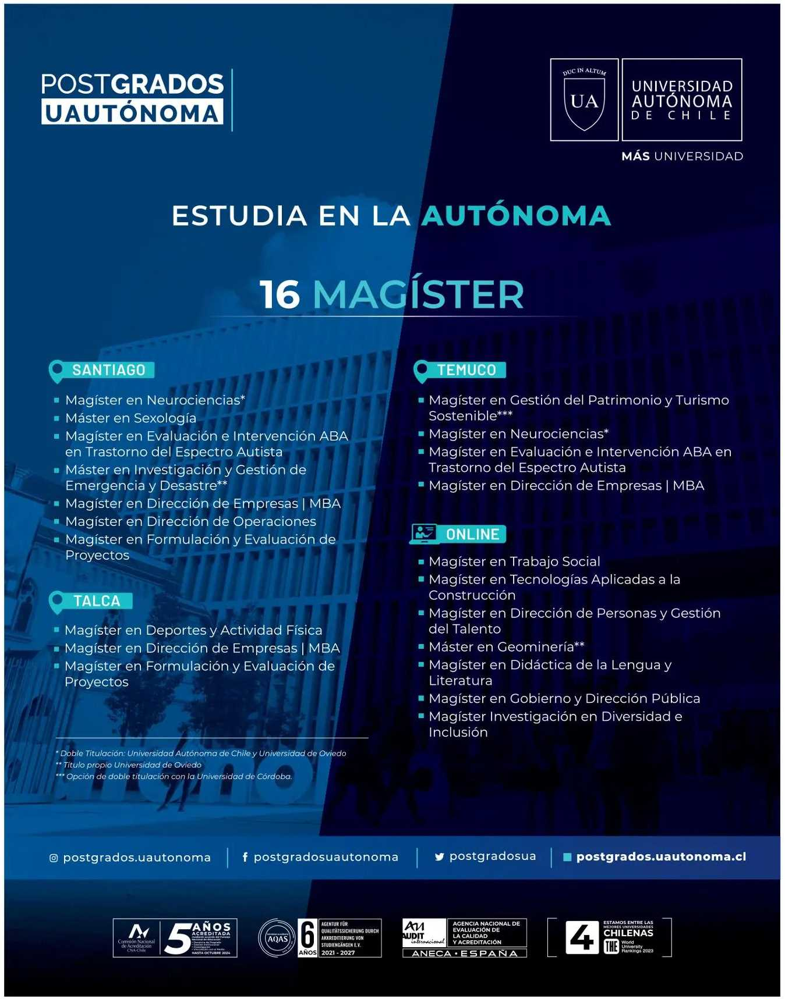 POSTGRADOS
UAUTÓNOMA
DUC IN ALTUM
UA
UNIVERSIDAD
AUTÓNOMA
DE CHILE
MÁS UNIVERSIDAD
ESTUDIA EN LA AUTÓNOMA
16 MAGÍSTER
SANTIAGO
Magíster en Neurociencias*
Máster en Sexología
Magíster en Evaluación e Intervención ABA
en Trastorno del Espectro Autista
Máster en Investigación y Gestión de
Emergencia y Desastre**
Magíster en Dirección de Empresas | MBA
Magíster en Dirección de Operaciones
Magíster en Formulación y Evaluación de
Proyectos
TALCA
Magíster en Deportes y Actividad Física
Magíster en Dirección de Empresas | MBA
Magíster en Formulación y Evaluación de
Proyectos
* Doble Titulación: Universidad Autónoma de Chile y Universidad de Oviedo
** Título propio Universidad de Oviedo
*** Opción de doble titulación con la Universidad de Córdoba.
TEMUCO
Magíster en Gestión del Patrimonio y Turismo
Sostenible***
Magíster en Neurociencias*
Magíster en Evaluación e Intervención ABA en
Trastorno del Espectro Autista
Magíster en Dirección de Empresas | MBA
ONLINE
Magíster en Trabajo Social
Magíster en Tecnologías Aplicadas a la
Construcción
Magíster en Dirección de Personas y Gestión
del Talento
Máster en Geominería**
Magíster en Didáctica de la Lengua y
Literatura
Magíster en Gobierno y Dirección Pública
Magíster Investigación en Diversidad e
Inclusión
postgrados.uautonoma
postgradosuautonoma
postgradosua
postgrados.uautonoma.cl
Comisión Nacional
de Acreditación
CNA-Chile
5 AÑOS
ACREDITADA
HASTA OCTUBRE 2024
AQAS
6
AÑOS
AGENTUR FÜR
QUALITÄTSSICHERUNG DURCH
AKKREDITIERUNG VON
STUDIENGÄNGEN E.V.
2021 - 2027
AUDIT
internacional
AGENCIA NACIONAL DE
EVALUACIÓN DE
LA CALIDAD
Y ACREDITACIÓN
ANECA • ESPAÑA
4
ESTAMOS ENTRE LAS
MEJORES UNIVERSIDADES
CHILENAS
THE
World
University
Rankings 2023